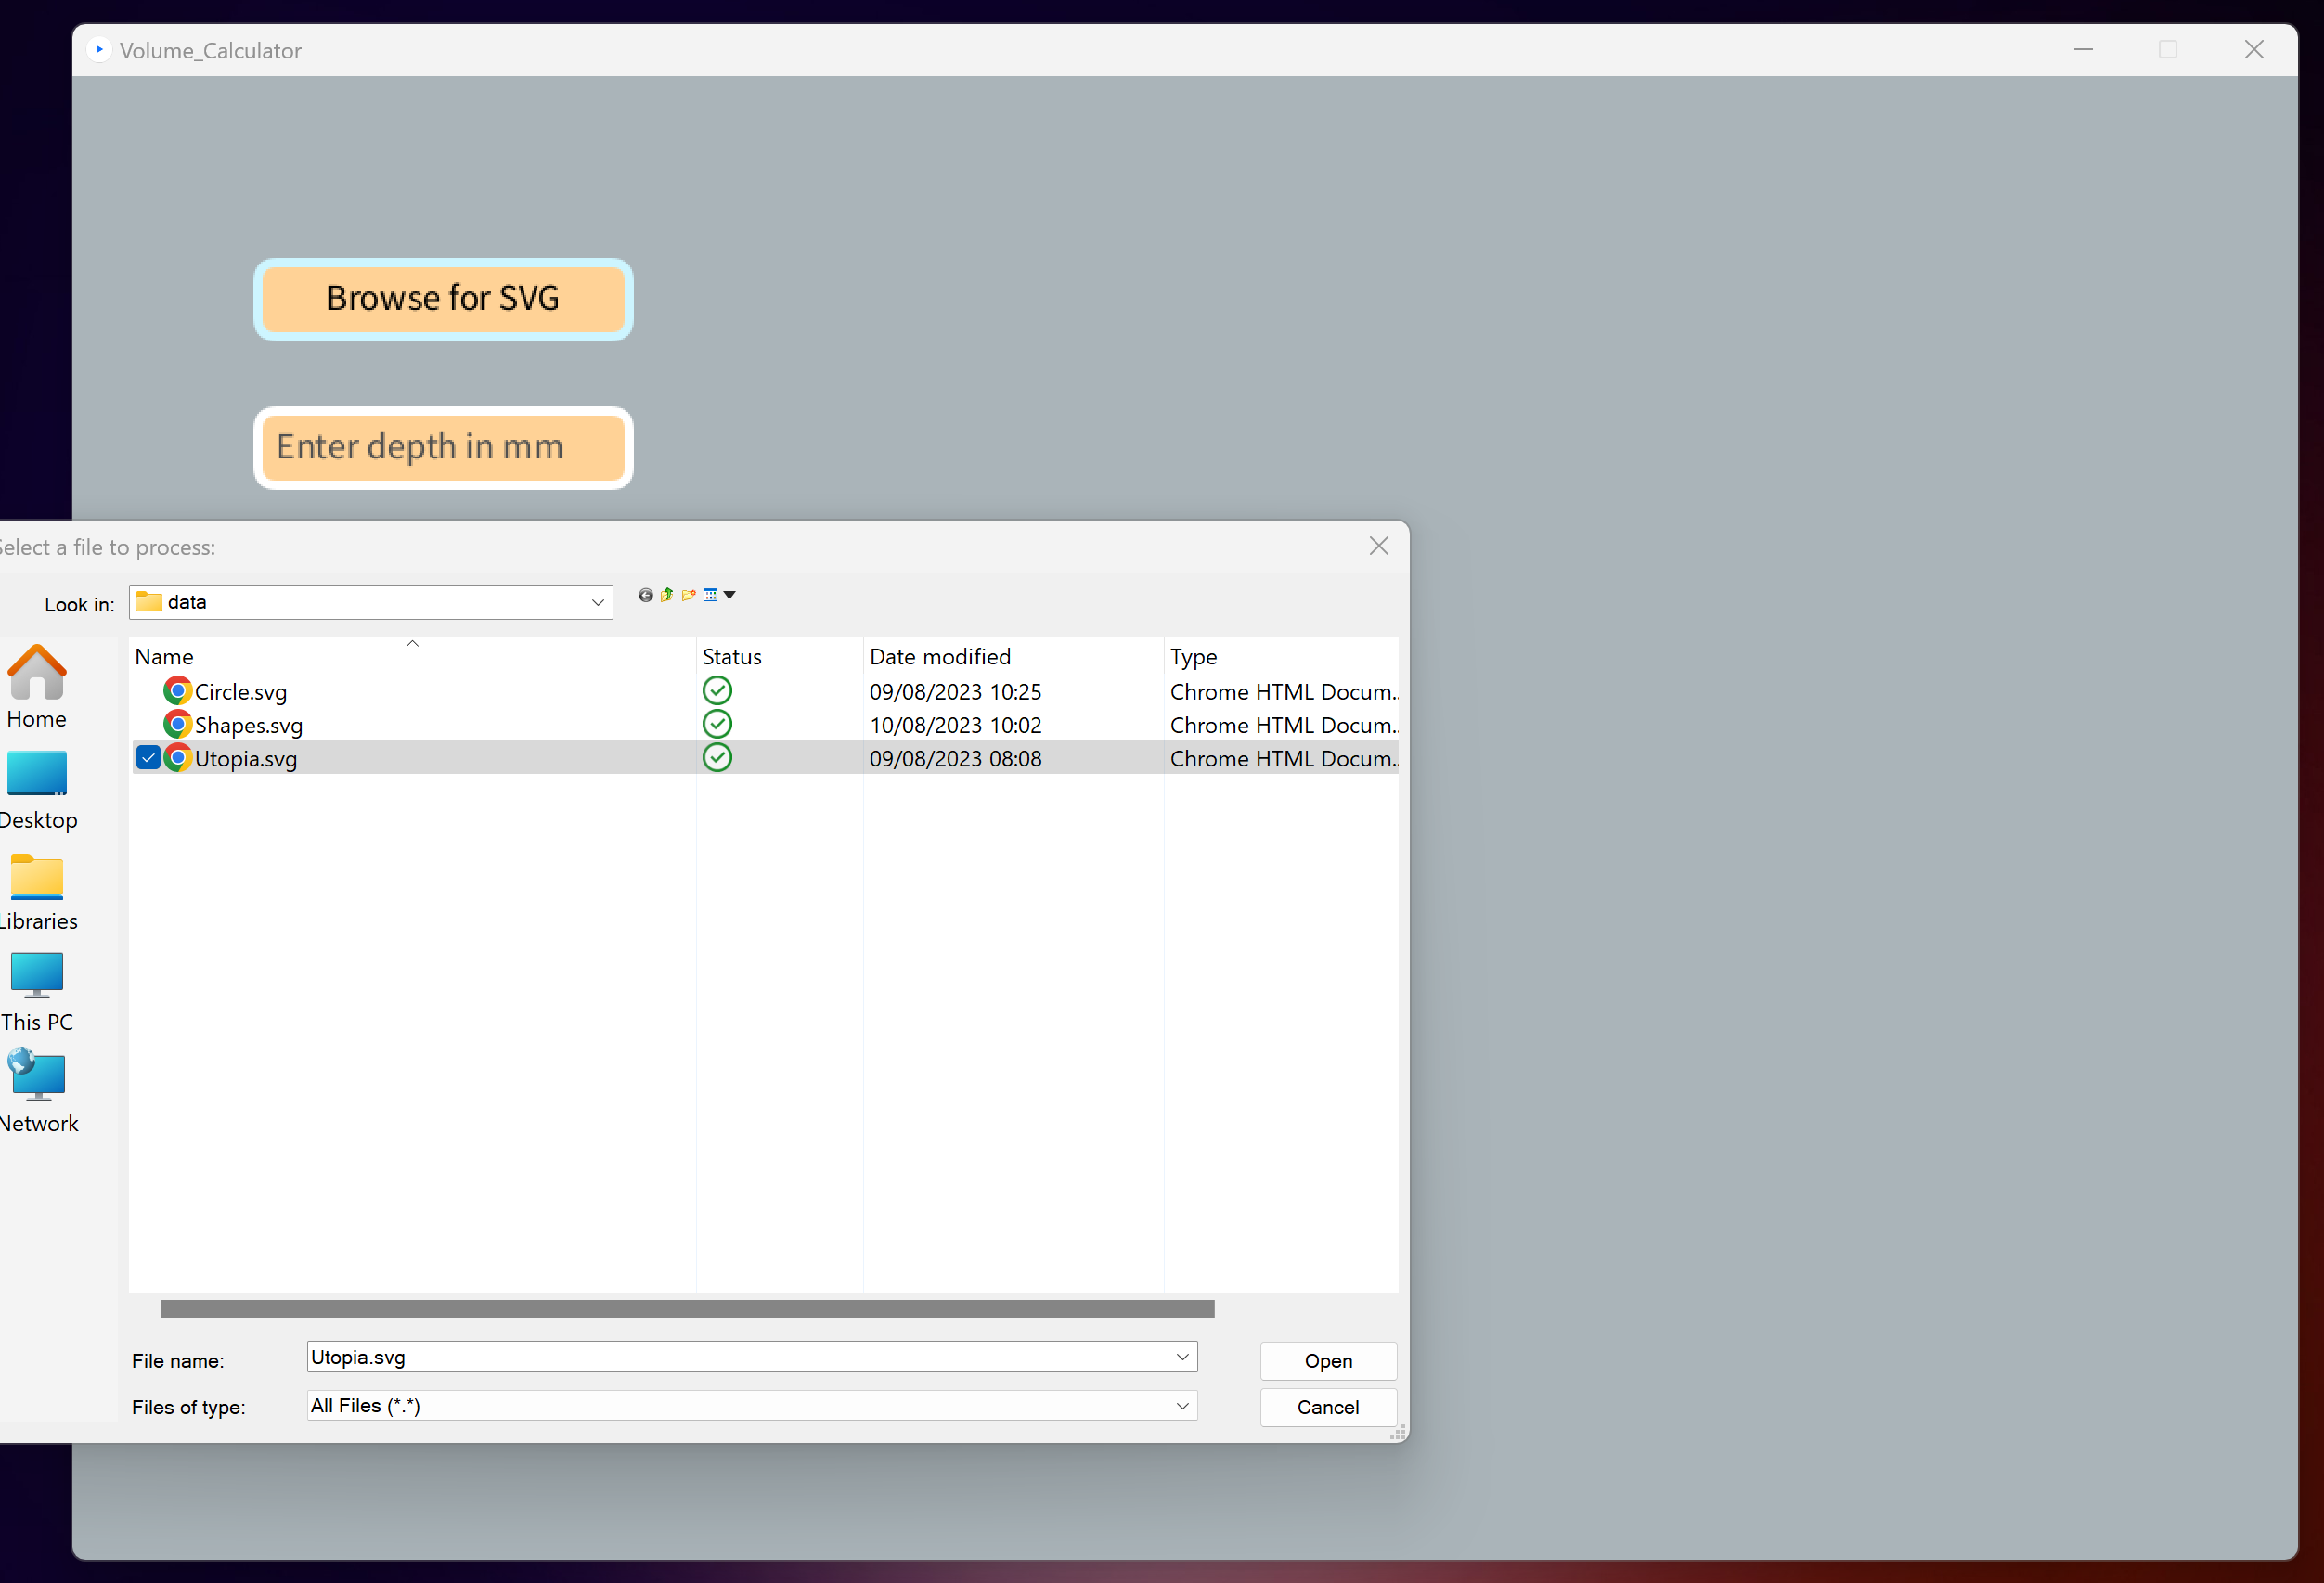 Volume_Calculator
Browse for SVG
Enter depth in mm
Select a file to process:
Look in: data
Name Status Date modified Type
Circle.svg 09/08/2023 10:25 Chrome HTML Docum..
Shapes.svg 10/08/2023 10:02 Chrome HTML Docum..
Utopia.svg 09/08/2023 08:08 Chrome HTML Docum..
Home
Desktop
Libraries
This PC
Network
File name: Utopia.svg Open
Files of type: All Files (*.*) Cancel